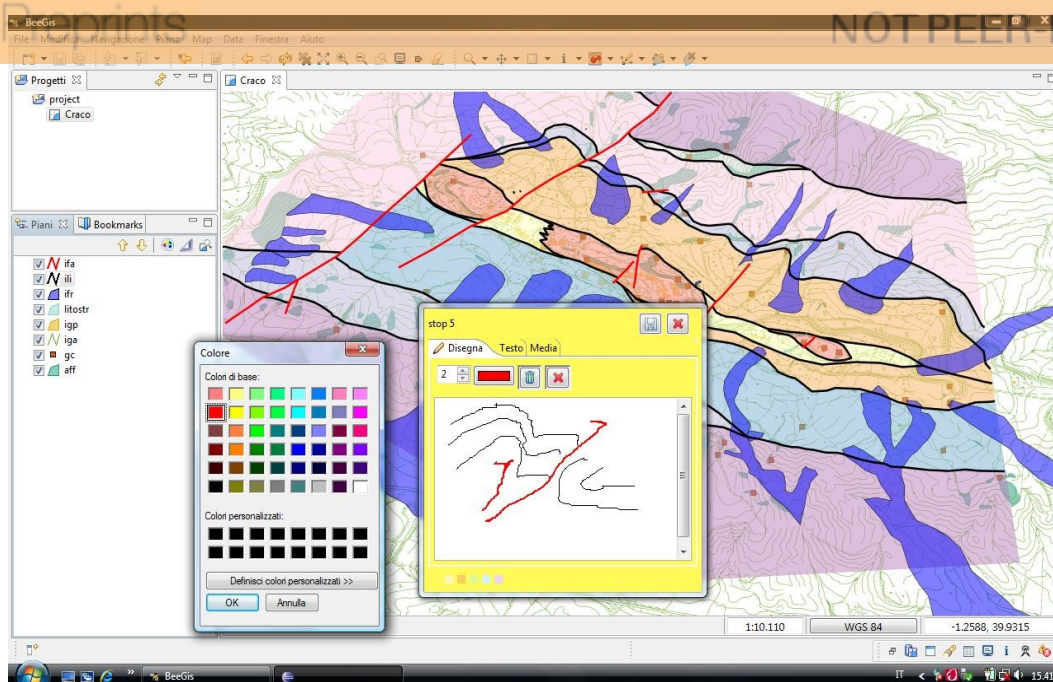 Preprints
NOT PEER-
BeeGis
File Modifica Navigazione Piano Map Data Finestra Aiuto
Progetti
Craco
project
Craco
Piani Bookmarks
ifa
ili
ifr
litostr
igp
iga
gc
aff
stop 5
Disegna Testo Media
2
Colore
Colori di base:
Colori personalizzati:
Definisci colori personalizzati >>
OK Annulla
1:10.110 WGS 84 -1.2588, 39.9315
BeeGis
IT
15.41